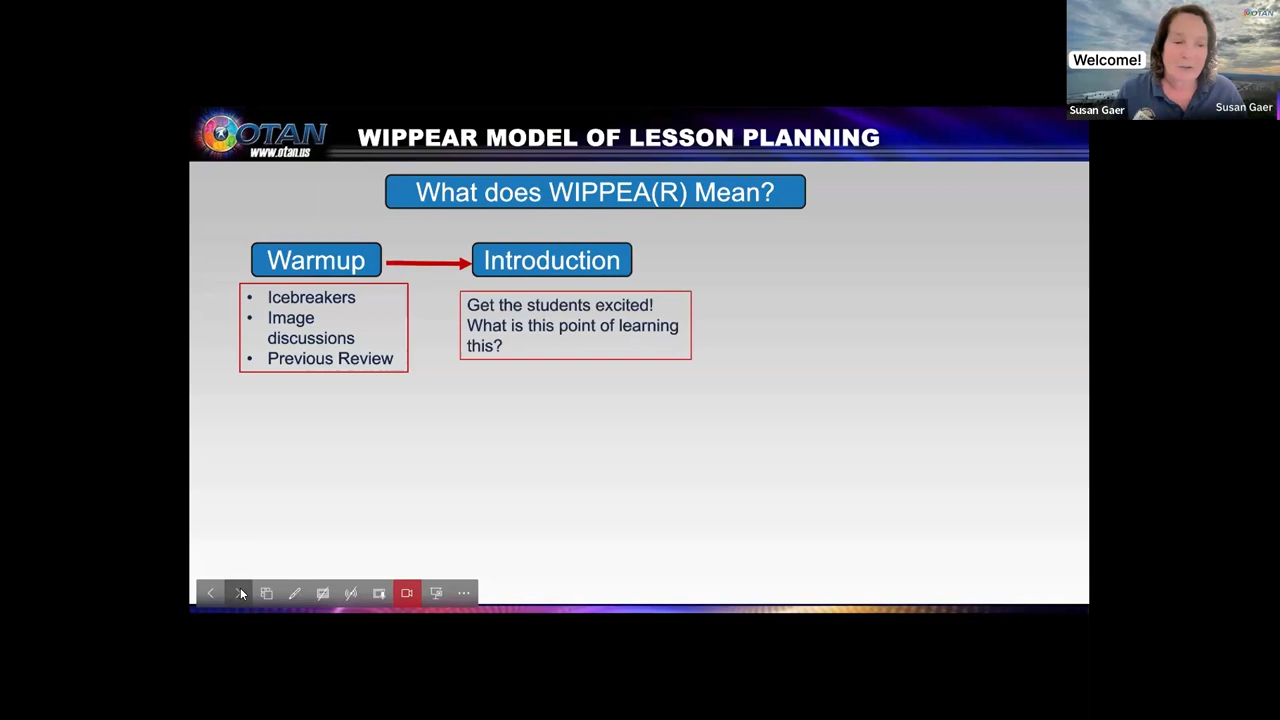 OTAN
Welcome!
Susan Gaer
Susan Gaer
OTAN
www.otan.us
WIPPEAR MODEL OF LESSON PLANNING
What does WIPPEA(R) Mean?
Warmup
Introduction
• Icebreakers
• Image
discussions
• Previous Review
Get the students excited!
What is this point of learning
this?